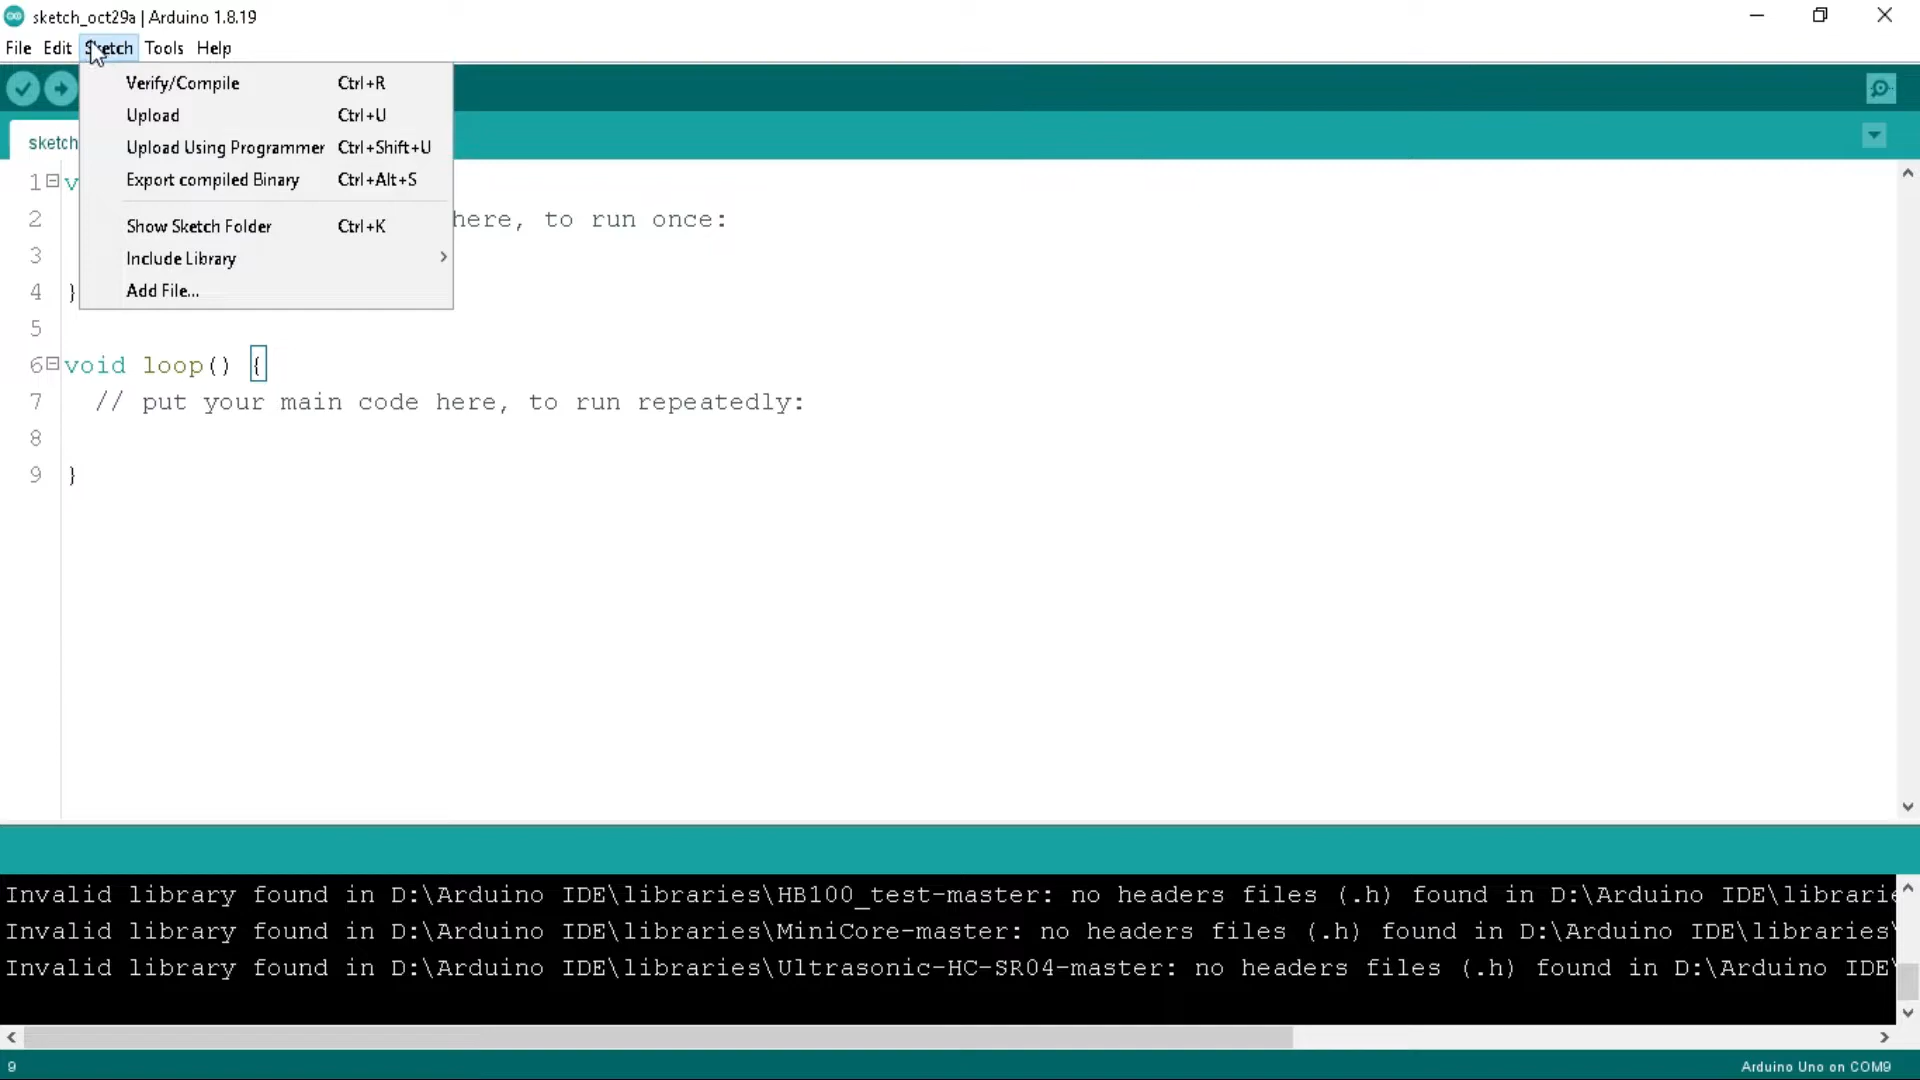 sketch_oct29a | Arduino 1.8.19
File Edit Sketch Tools Help
Verify/Compile Ctrl+R
Upload Ctrl+U
Upload Using Programmer Ctrl+Shift+U
Export compiled Binary Ctrl+Alt+S
Show Sketch Folder Ctrl+K
Include Library
Add File...
sketch
1 v
2 here, to run once:
3
4 }
5
6 void loop() {
7 // put your main code here, to run repeatedly:
8
9 }
Invalid library found in D:\Arduino IDE\libraries\HB100_test-master: no headers files (.h) found in D:\Arduino IDE\librarie
Invalid library found in D:\Arduino IDE\libraries\MiniCore-master: no headers files (.h) found in D:\Arduino IDE\libraries\
Invalid library found in D:\Arduino IDE\libraries\Ultrasonic-HC-SR04-master: no headers files (.h) found in D:\Arduino IDE\
9 Arduino Uno on COM9